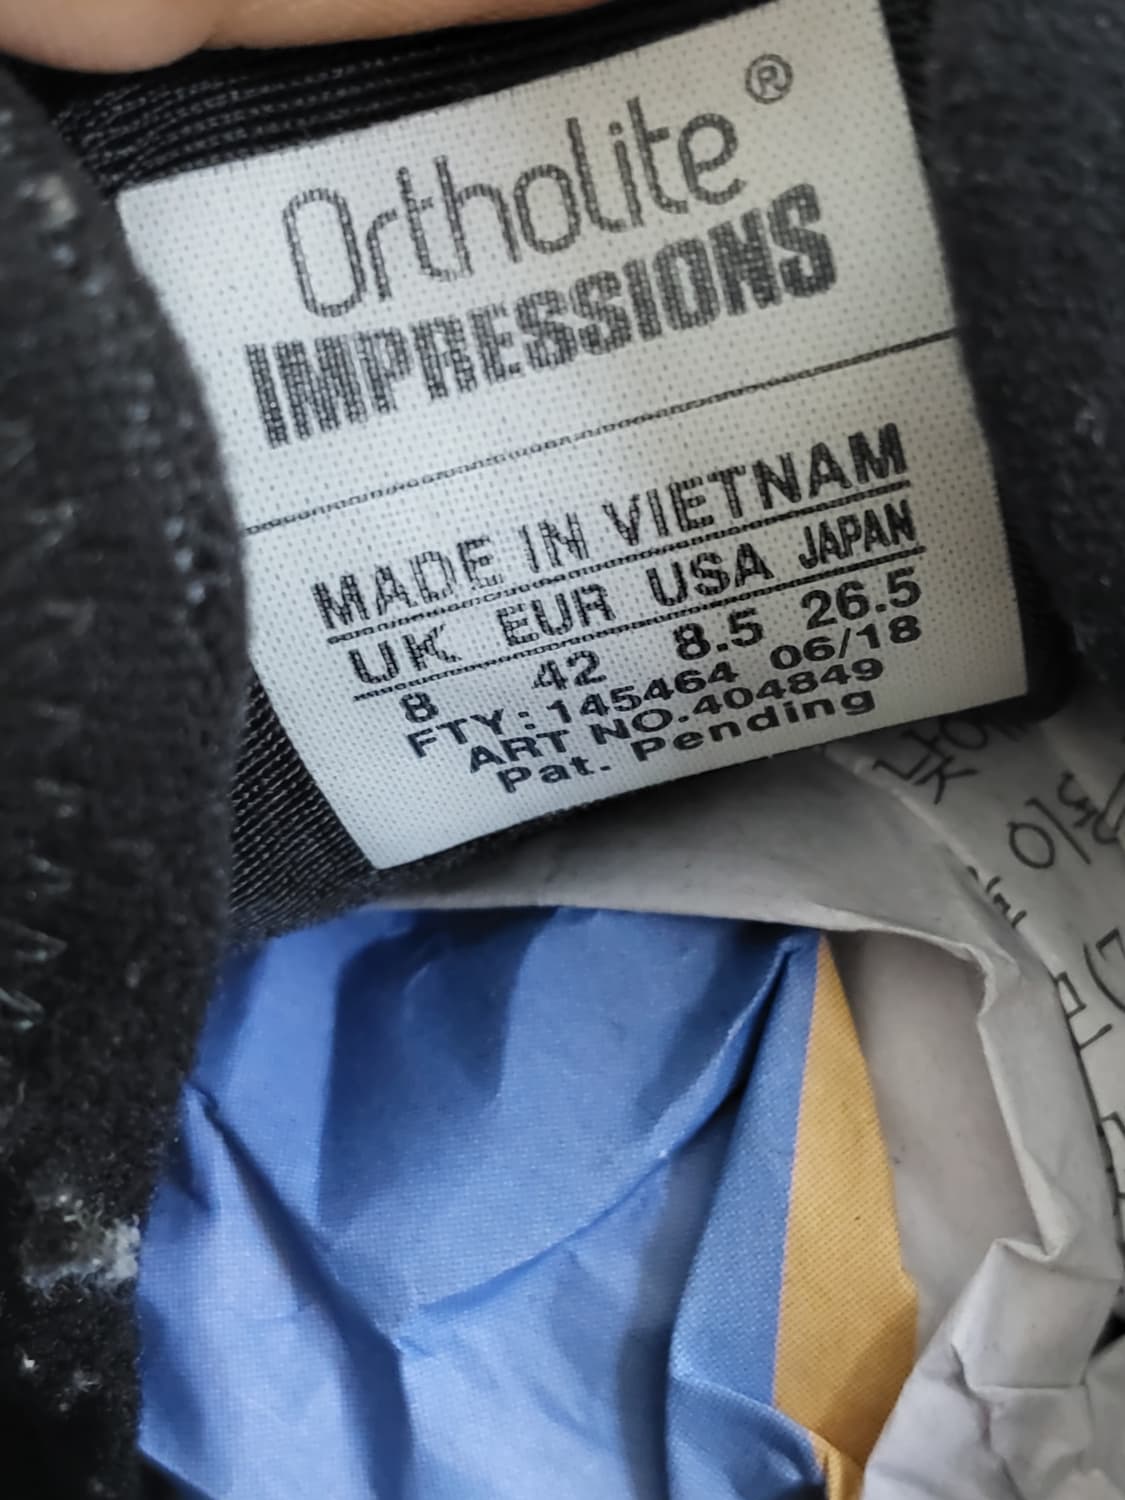 Ortholite®
IMPRESSIONS
MADE IN VIETNAM
UK EUR USA JAPAN
8 42 8.5 26.5
FTY:145464 06/18
ART NO.404849
Pat. Pending